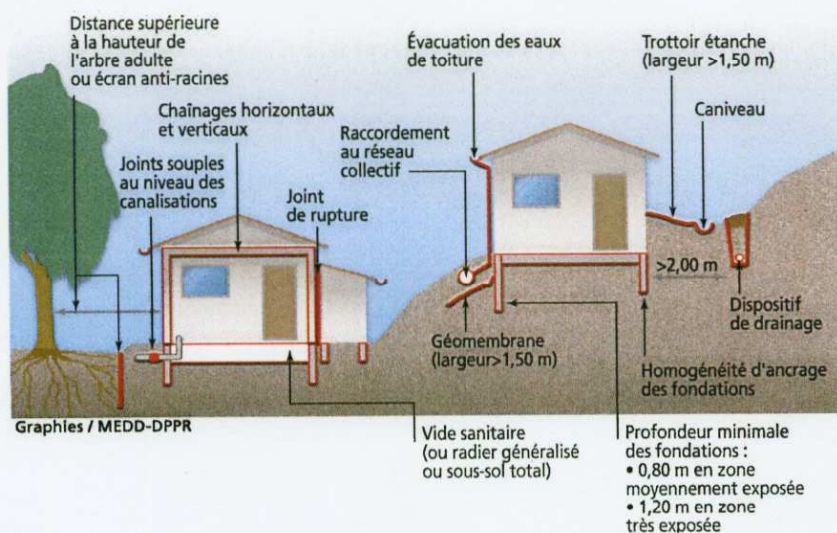 Distance supérieure
à la hauteur de
l'arbre adulte
ou écran anti-racines
Chaînages horizontaux
et verticaux
Joints souples
au niveau des
canalisations
Joint
de rupture
Évacuation des eaux
de toiture
Raccordement
au réseau
collectif
Trottoir étanche
(largeur >1,50 m)
Caniveau
>2,00 m
Dispositif
de drainage
Géomembrane
(largeur>1,50 m)
Homogénéité d'ancrage
des fondations
Graphies / MEDD-DPPR
Vide sanitaire
(ou radier généralisé
ou sous-sol total)
Profondeur minimale
des fondations :
• 0,80 m en zone
moyennement exposée
• 1,20 m en zone
très exposée